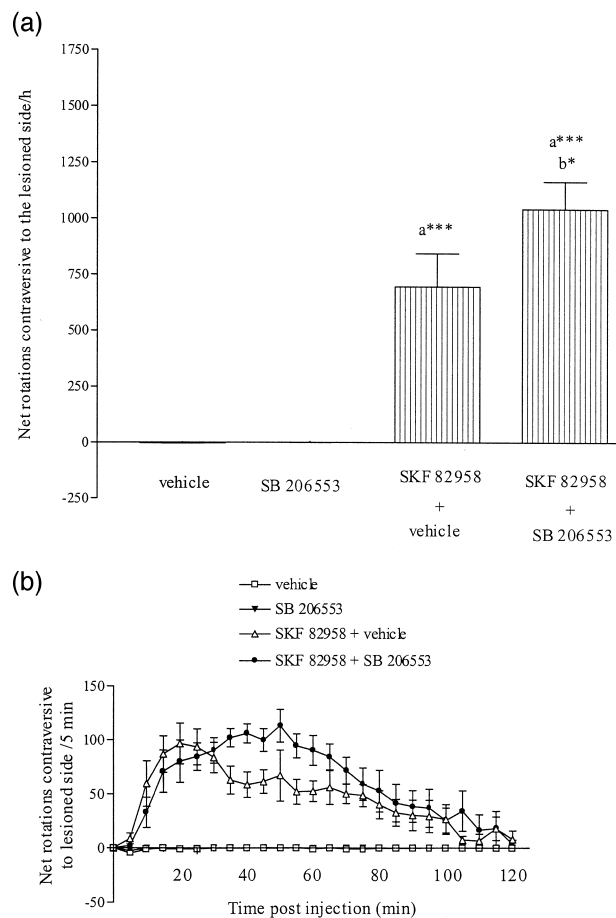 (a)
Net rotations contraversive to the lesioned side/h
1750
1500
1250
1000
750
500
250
0
-250
a***
a***
b*
vehicle
SB 206553
SKF 82958
+
vehicle
SKF 82958
+
SB 206553
(b)
vehicle
SB 206553
SKF 82958 + vehicle
SKF 82958 + SB 206553
Net rotations contraversive
to lesioned side /5 min
150
100
50
0
-50
20
40
60
80
100
120
Time post injection (min)